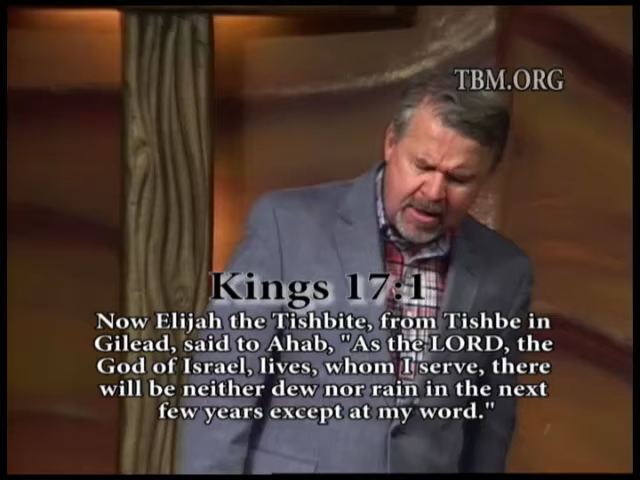 TBM.ORG
Kings 17:1
Now Elijah the Tishbite, from Tishbe in
Gilead, said to Ahab, "As the LORD, the
God of Israel, lives, whom I serve, there
will be neither dew nor rain in the next
few years except at my word."